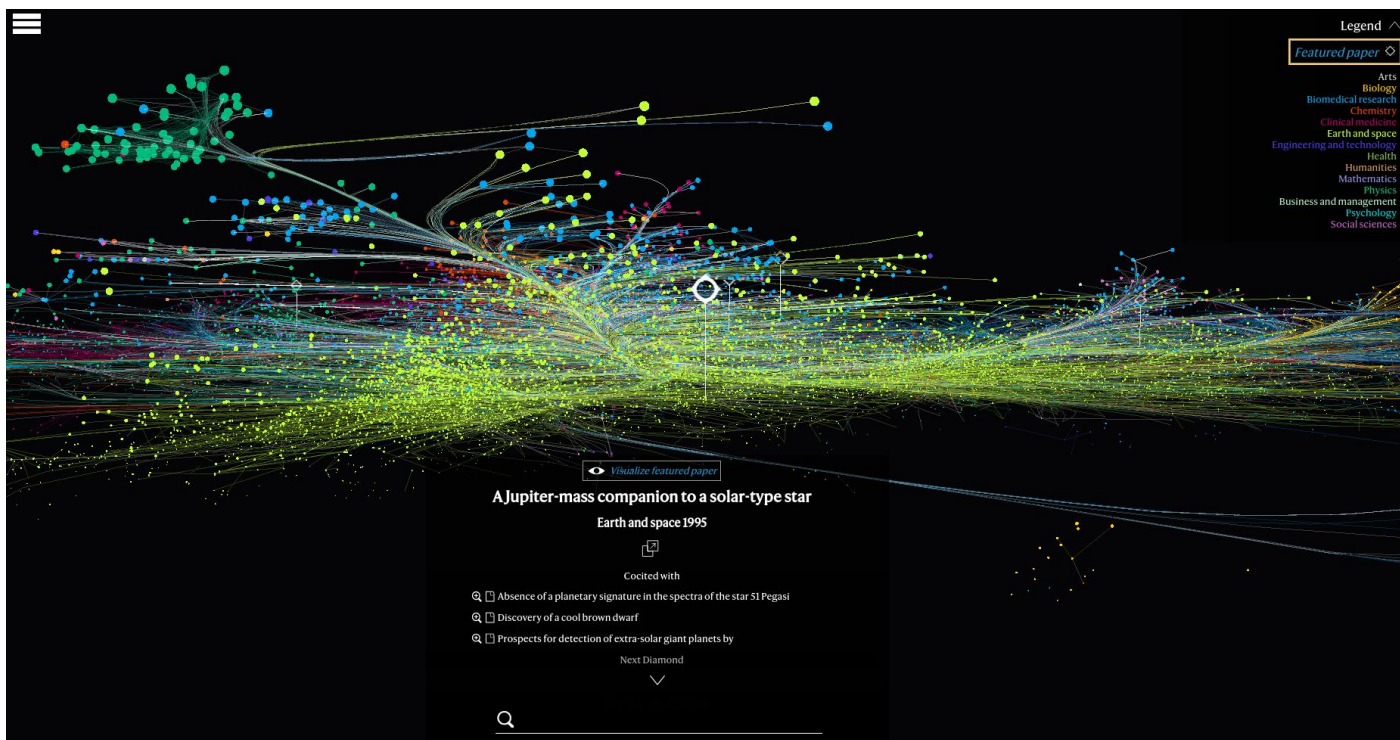 Legend
Featured paper
Arts
Biology
Biomedical research
Chemistry
Clinical medicine
Earth and space
Engineering and technology
Health
Humanities
Mathematics
Physics
Business and management
Psychology
Social sciences
Visualize featured paper
A Jupiter-mass companion to a solar-type star
Earth and space 1995
Cocited with
Absence of a planetary signature in the spectra of the star 51 Pegasi
Discovery of a cool brown dwarf
Prospects for detection of extra-solar giant planets by
Next Diamond